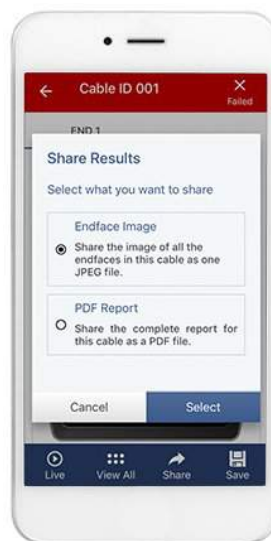 Cable ID 001
Failed
END 1
Share Results
Select what you want to share
Endface Image
Share the image of all the
endfaces in this cable as one
JPEG file.
PDF Report
Share the complete report for
this cable as a PDF file.
Cancel
Select
Live
View All
Share
Save